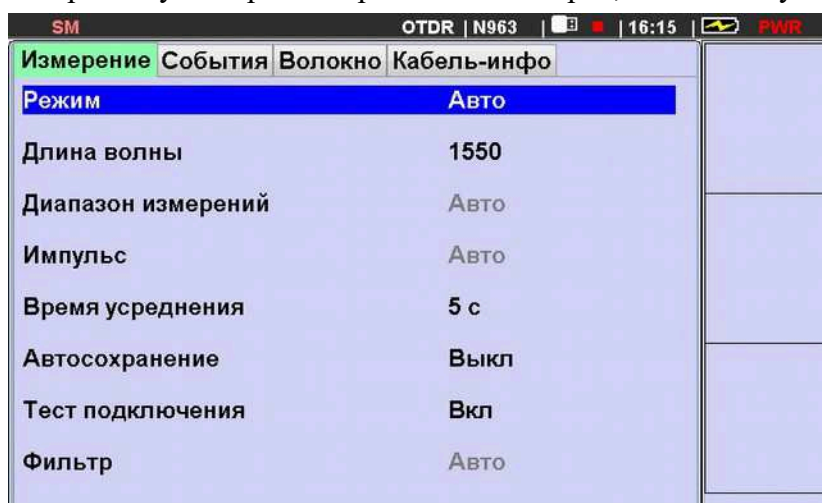 SM OTDR | N963 | | 16:15 | PWR
Измерение События Волокно Кабель-инфо
Режим Авто
Длина волны 1550
Диапазон измерений Авто
Импульс Авто
Время усреднения 5 с
Автосохранение Выкл
Тест подключения Вкл
Фильтр Авто